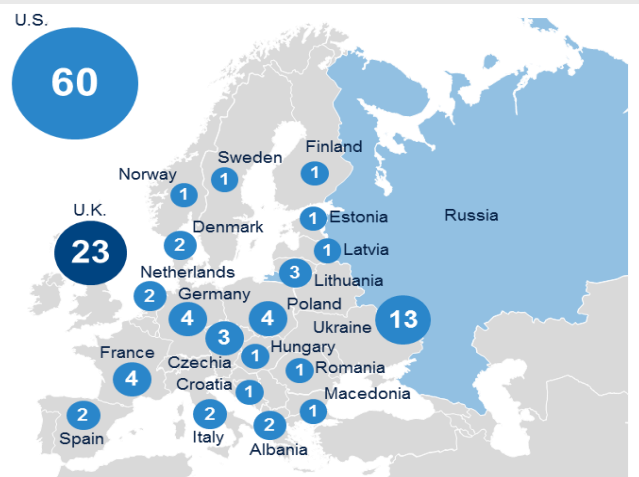 U.S.
60
Finland
1
Sweden
1
Norway
1
U.K.
23
1 Estonia
Russia
Denmark
2
1 Latvia
Netherlands
2
3 Lithuania
Germany
4
Poland
4
Ukraine 13
Czechia
3
Hungary
1
France
4
1 Romania
Croatia
1
Macedonia
1
2
Spain
2
Italy
2
Albania